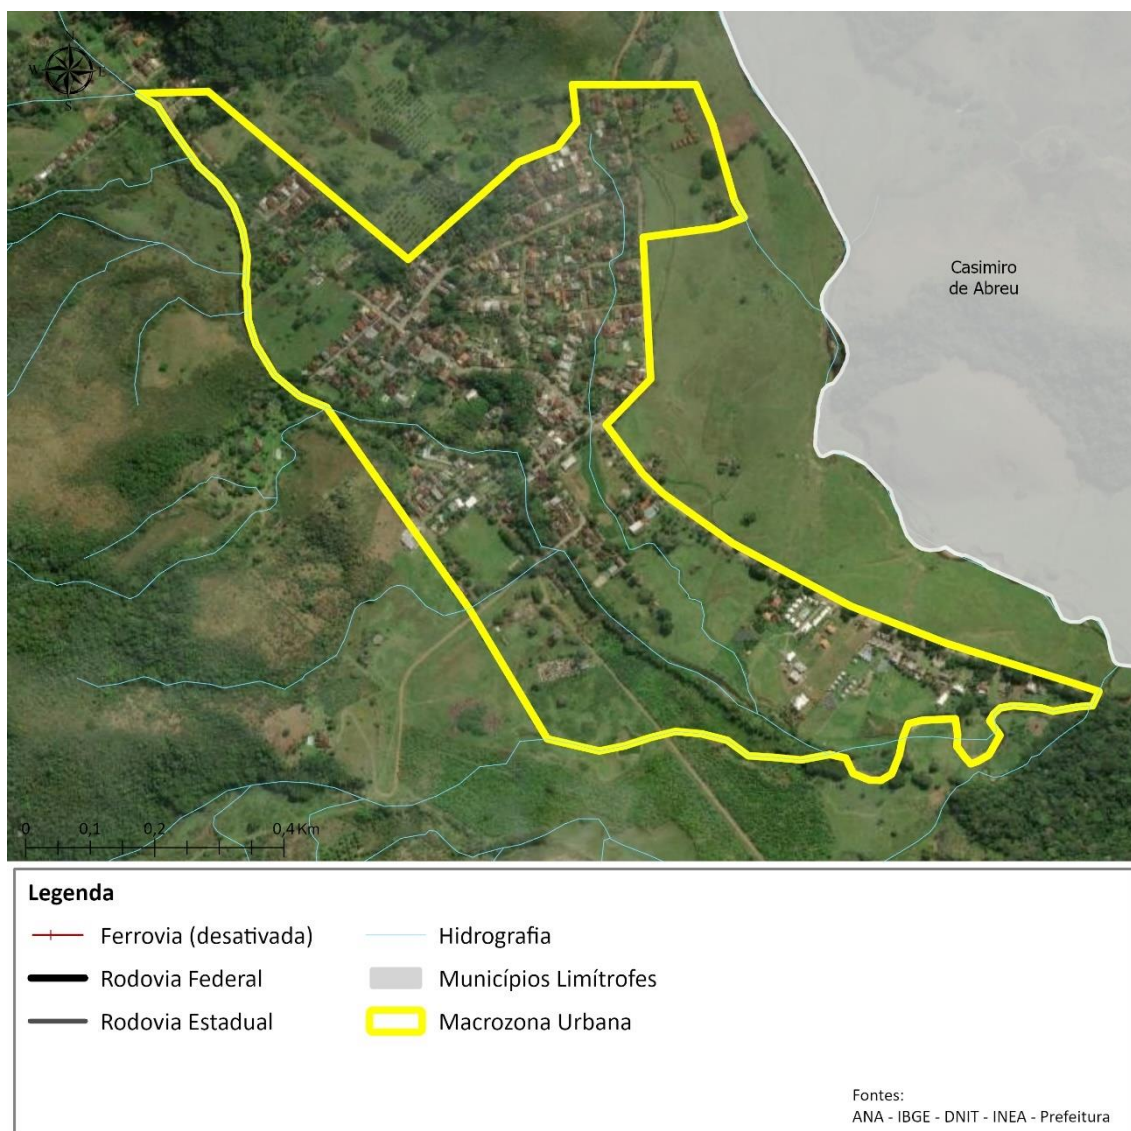 W E
S
Casimiro
de Abreu
0 0,1 0,2 0,4 Km
Legenda
Ferrovia (desativada)
Rodovia Federal
Rodovia Estadual
Hidrografia
Municípios Limítrofes
Macrozona Urbana
Fontes:
ANA - IBGE - DNIT - INEA - Prefeitura